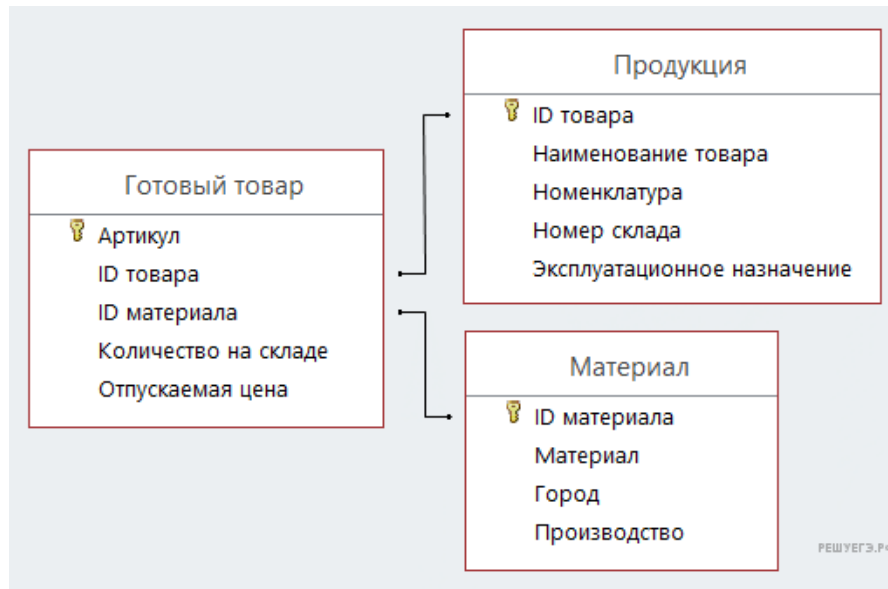 Готовый товар
Артикул
ID товара
ID материала
Количество на складе
Отпускаемая цена
Продукция
ID товара
Наименование товара
Номенклатура
Номер склада
Эксплуатационное назначение
Материал
ID материала
Материал
Город
Производство
РЕШУЕГЭ.РФ